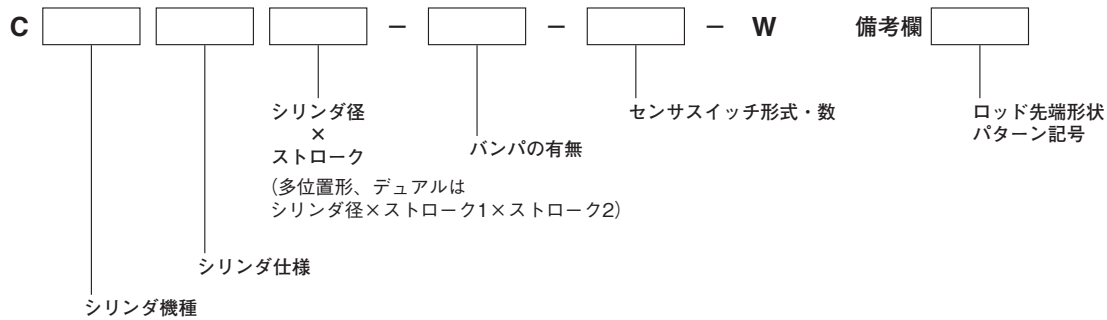 C － － － W 備考欄
シリンダ径
×
ストローク
(多位置形、デュアルは
シリンダ径×ストローク1×ストローク2)
バンパの有無
センサスイッチ形式・数
ロッド先端形状
パターン記号
シリンダ仕様
シリンダ機種